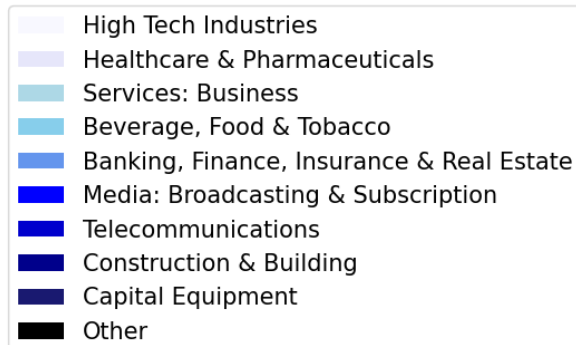 High Tech Industries
Healthcare & Pharmaceuticals
Services: Business
Beverage, Food & Tobacco
Banking, Finance, Insurance & Real Estate
Media: Broadcasting & Subscription
Telecommunications
Construction & Building
Capital Equipment
Other